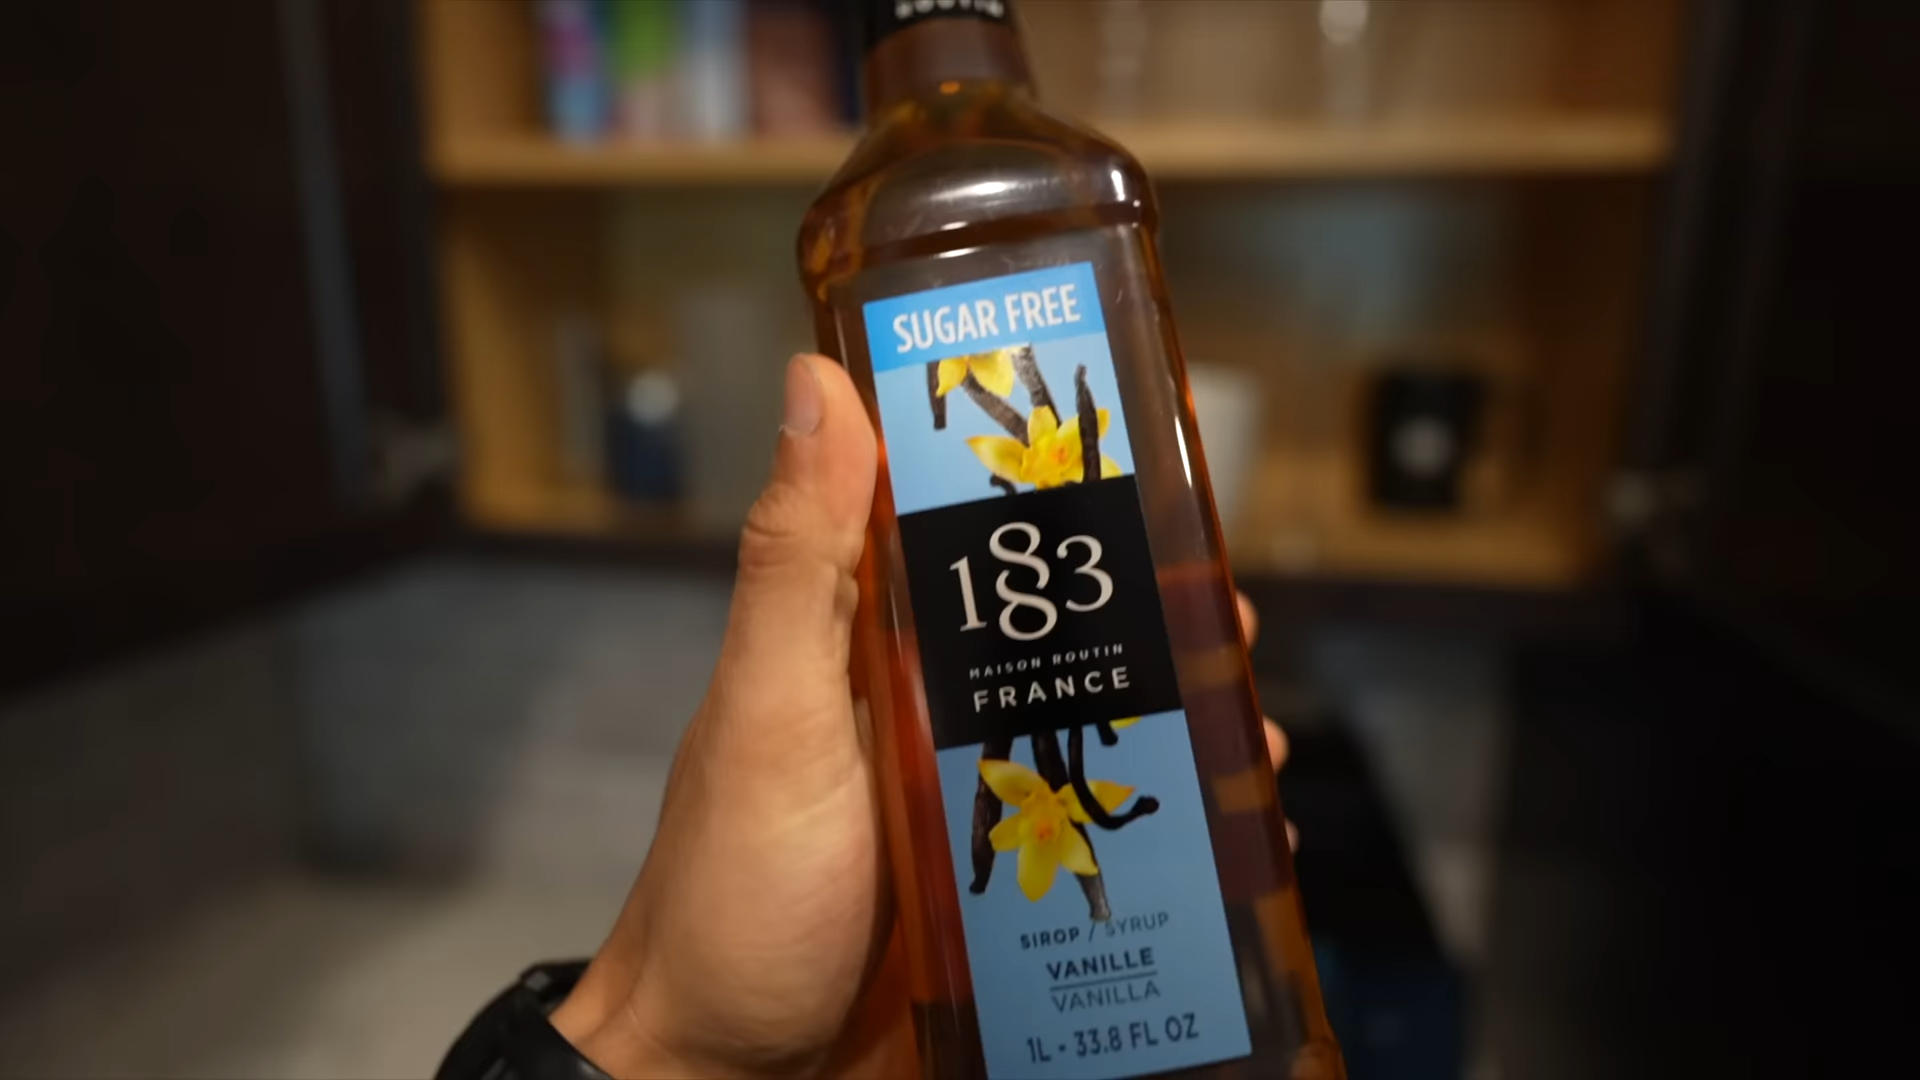 SUGAR FREE
1883
MAISON ROUTIN
FRANCE
SIROP / SYRUP
VANILLE
VANILLA
1L - 33.8 FL OZ